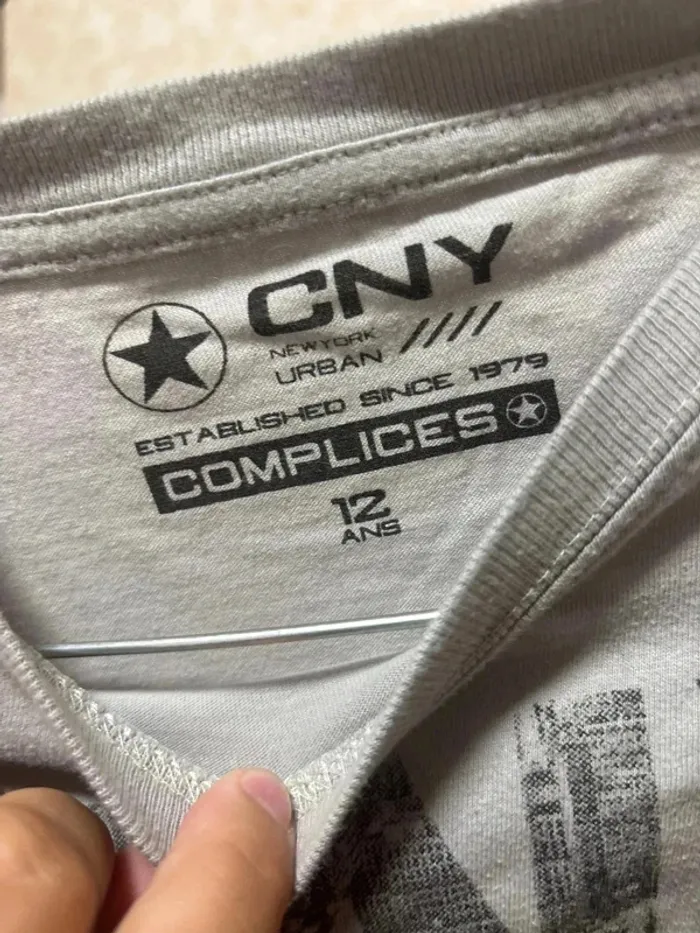 CNY
NEWYORK
URBAN
ESTABLISHED SINCE 1979
COMPLICES
12
ANS